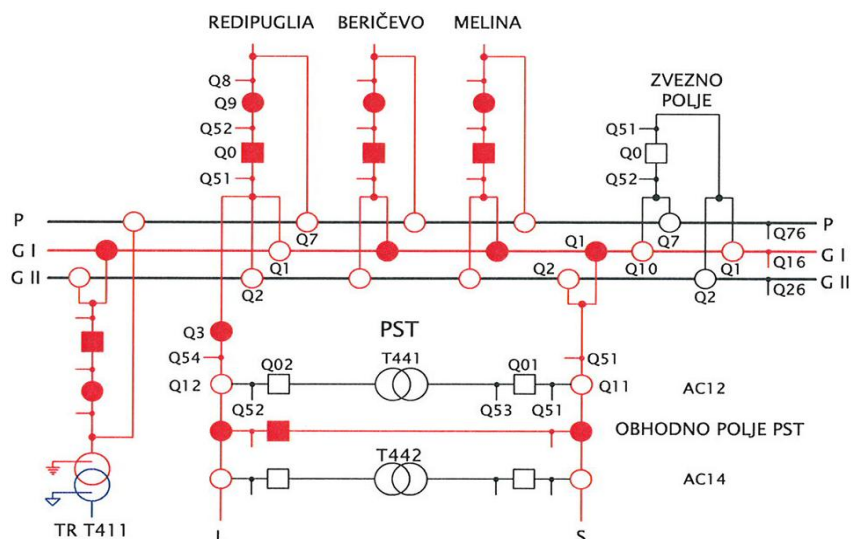 REDIPUGLIA BERIČEVO MELINA
ZVEZNO
POLJE
Q8
Q9
Q52
Q0
Q51
Q51
Q0
Q52
P Q7 Q7 Q76 P
G I Q1 Q1 Q10 Q1 Q16 G I
G II Q2 Q2 Q2 Q26 G II
Q3
PST
Q54 T441 Q51
Q02 Q01
Q12 Q11 AC12
Q52 Q53 Q51
OBHODNO POLJE PST
T442
AC14
TR T411
S